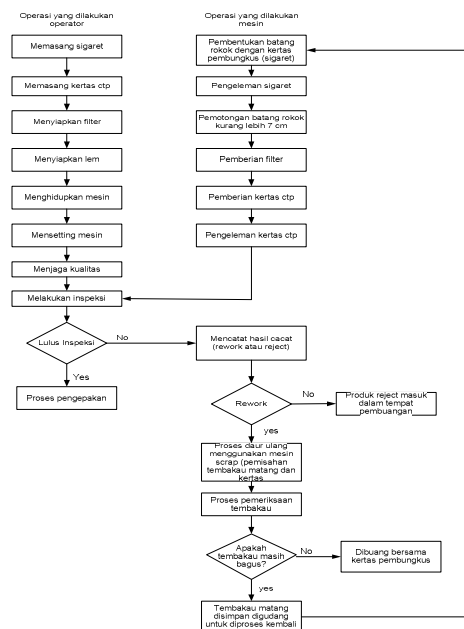 Operasi yang dilakukan
operator
Memasang sigaret
Memasang kertas ctp
Menyiapkan filter
Menyiapkan lem
Menghidupkan mesin
Mensetting mesin
Menjaga kualitas
Melakukan inspeksi
Lulus Inspeksi
No
Yes
Proses pengepakan
Operasi yang dilakukan
mesin
Pembentukan batang
rokok dengan kertas
pembungkus (sigaret)
Pengeleman sigaret
Pemotongan batang rokok
kurang lebih 7 cm
Pemberian filter
Pemberian kertas ctp
Pengeleman kertas ctp
Mencatat hasil cacat
(rework atau reject)
Rework
No
Produk reject masuk
dalam tempat
pembuangan
yes
Proses daur ulang
menggunakan mesin
scrap (pemisahan
tembakau matang dan
kertas
Proses pemeriksaan
tembakau
Apakah
tembakau masih
bagus?
No
Dibuang bersama
kertas pembungkus
yes
Tembakau matang
disimpan digudang
untuk diproses kembali